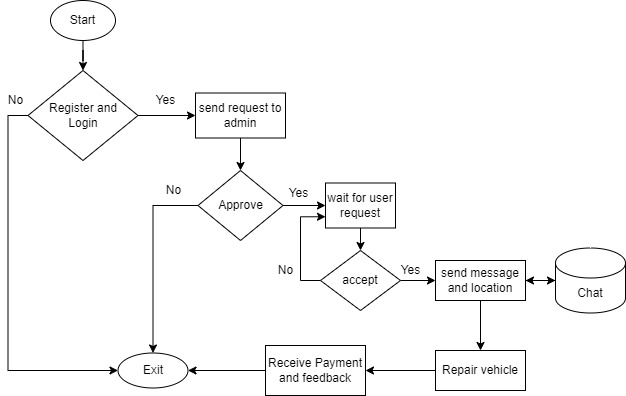 Start
No
Register and
Login
Yes
send request to
admin
No
Approve
Yes
wait for user
request
No
accept
Yes
send message
and location
Chat
Exit
Receive Payment
and feedback
Repair vehicle